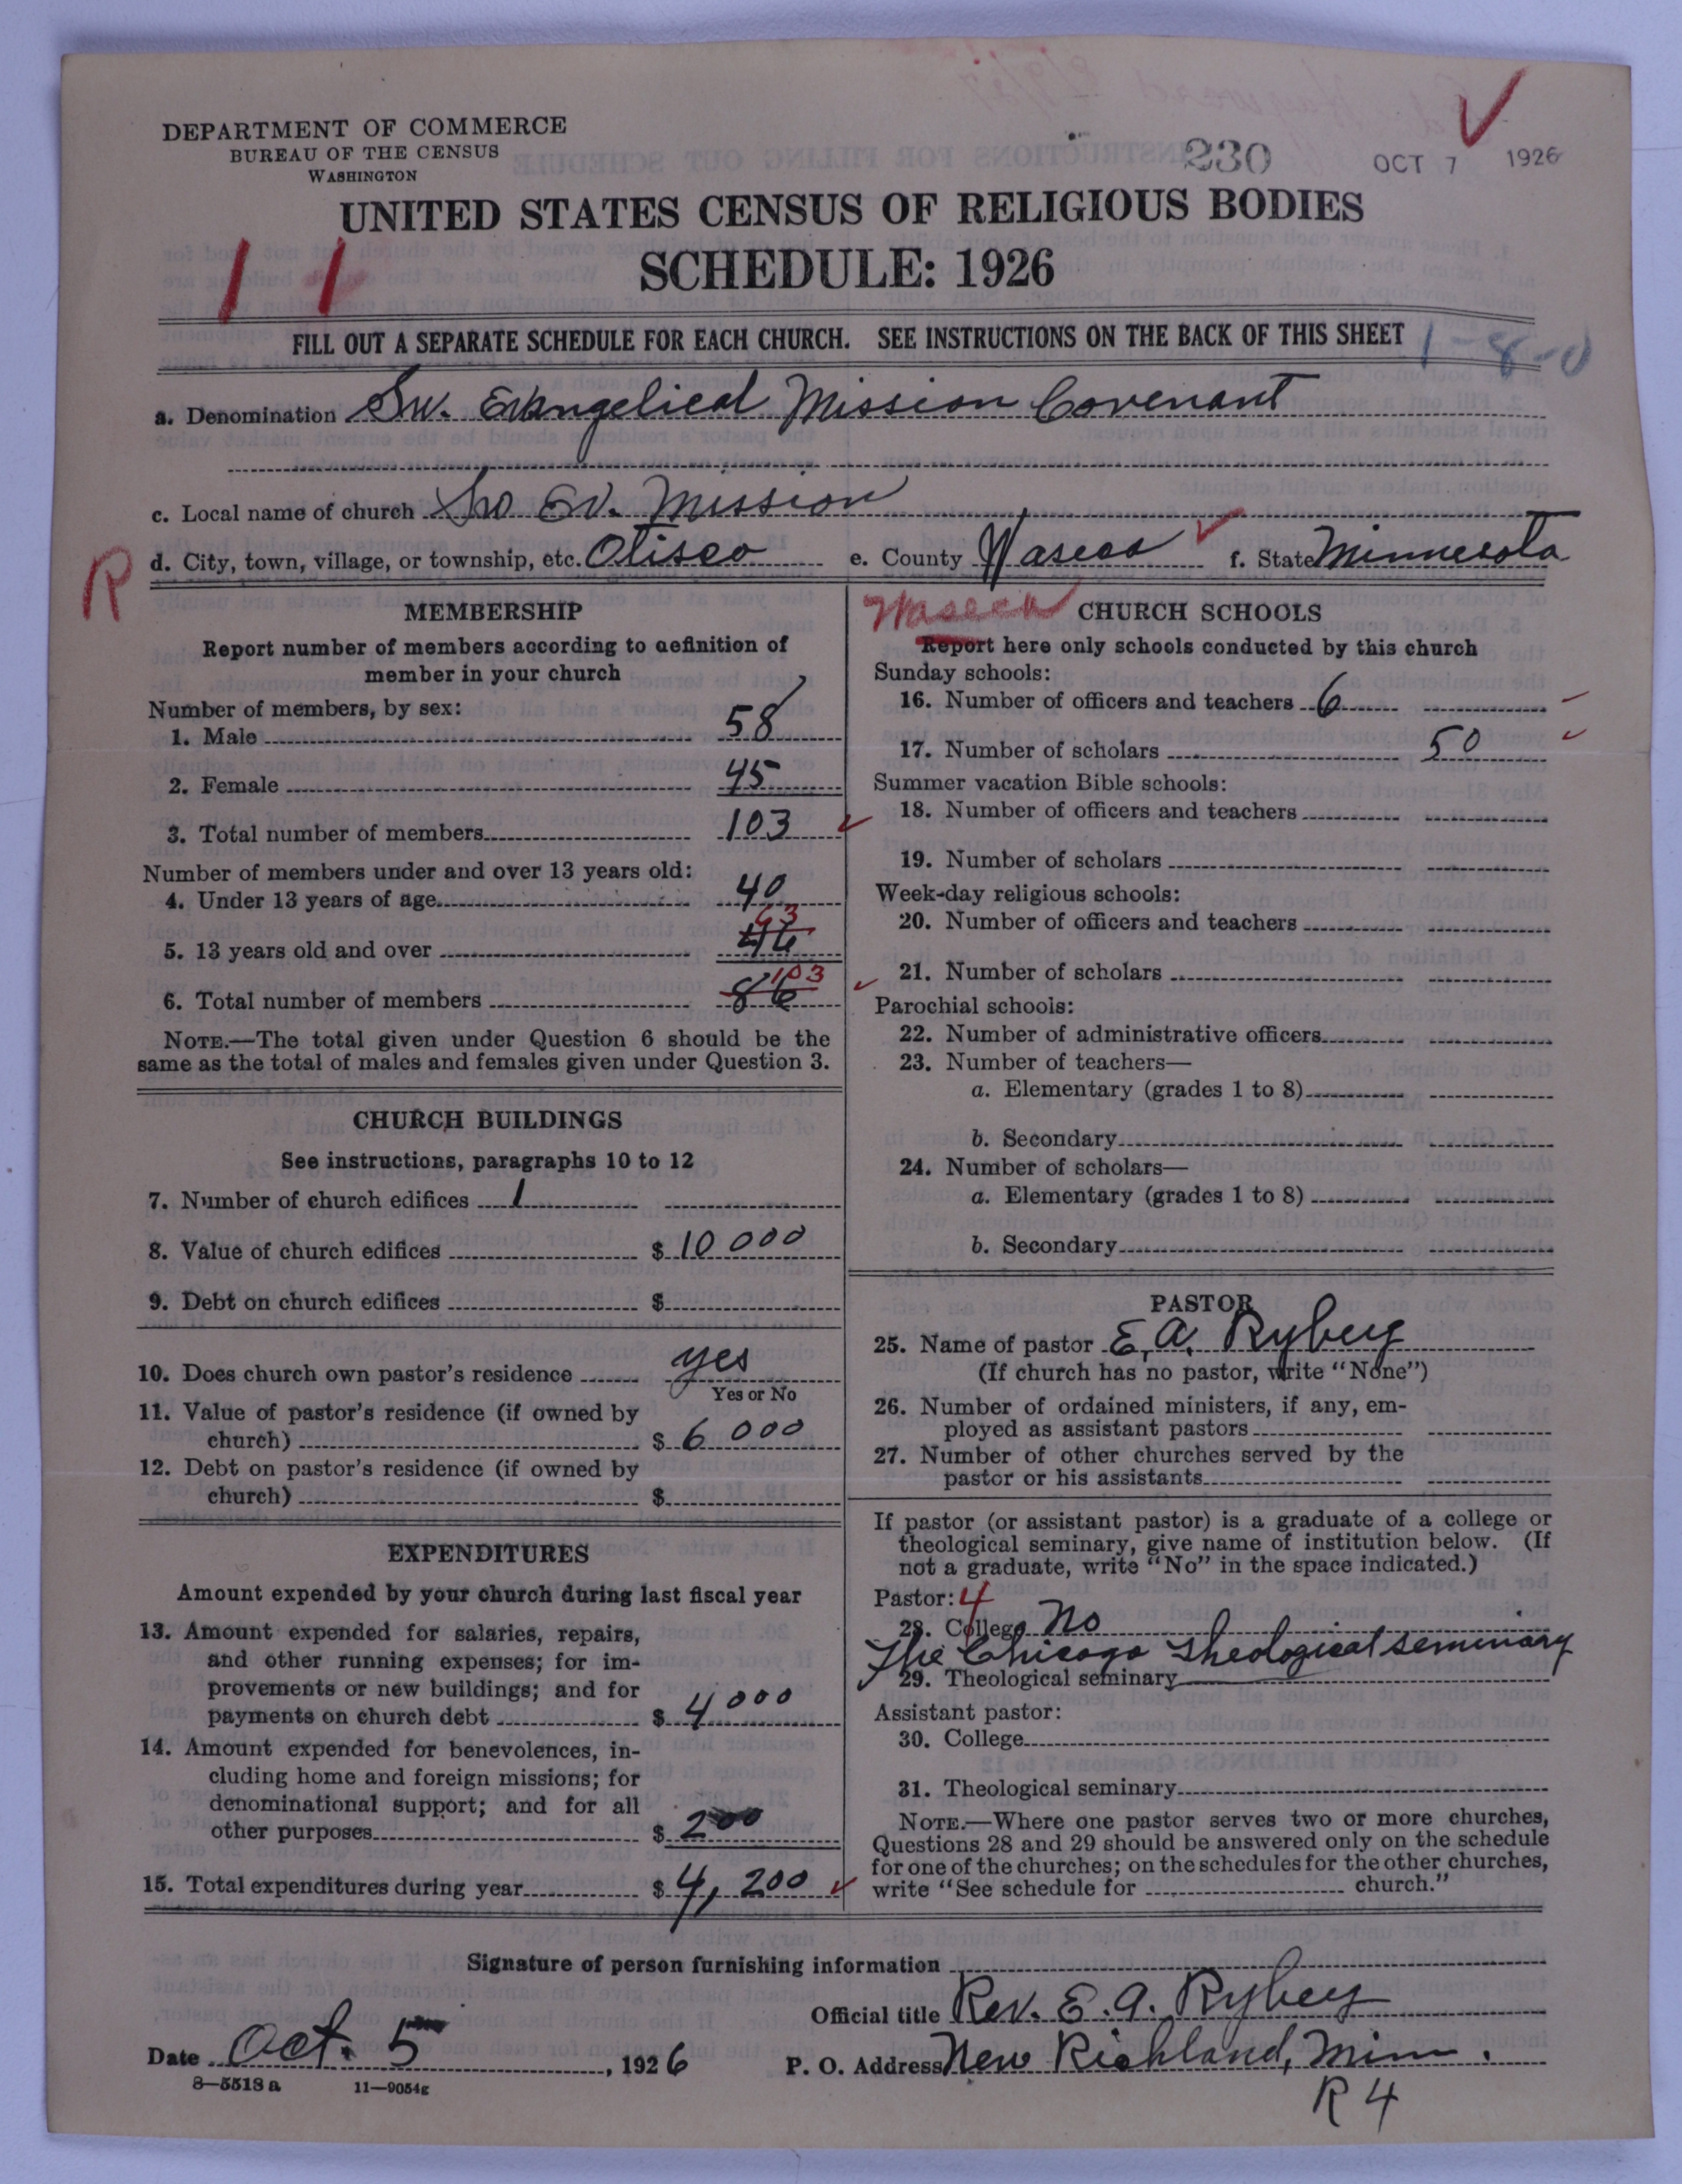 DEPARTMENT OF COMMERCE
BUREAU OF THE CENSUS
WASHINGTON
230
OCT 7 1926
UNITED STATES CENSUS OF RELIGIOUS BODIES
SCHEDULE: 1926
1 1
FILL OUT A SEPARATE SCHEDULE FOR EACH CHURCH. SEE INSTRUCTIONS ON THE BACK OF THIS SHEET
1-8-0
a. Denomination Sw. Evangelical Mission Covenant
c. Local name of church Sw Ev. Mission
R
d. City, town, village, or township, etc. Otisco e. County Waseca f. State Minnesota
MEMBERSHIP
Report number of members according to definition of
member in your church
Number of members, by sex:
1. Male 58
2. Female 45
3. Total number of members 103
Number of members under and over 13 years old:
4. Under 13 years of age 40
63
5. 13 years old and over 46
103
6. Total number of members 86
NOTE.—The total given under Question 6 should be the
same as the total of males and females given under Question 3.
CHURCH BUILDINGS
See instructions, paragraphs 10 to 12
7. Number of church edifices 1
8. Value of church edifices $ 10 000
9. Debt on church edifices $
10. Does church own pastor's residence yes
Yes or No
11. Value of pastor's residence (if owned by
church) $ 6 000
12. Debt on pastor's residence (if owned by
church) $
EXPENDITURES
Amount expended by your church during last fiscal year
13. Amount expended for salaries, repairs,
and other running expenses; for im-
provements or new buildings; and for
payments on church debt $ 4 000
14. Amount expended for benevolences, in-
cluding home and foreign missions; for
denominational support; and for all
other purposes $ 200
15. Total expenditures during year $ 4,200
Waseca CHURCH SCHOOLS
Report here only schools conducted by this church
Sunday schools:
16. Number of officers and teachers 6
17. Number of scholars 50
Summer vacation Bible schools:
18. Number of officers and teachers
19. Number of scholars
Week-day religious schools:
20. Number of officers and teachers
21. Number of scholars
Parochial schools:
22. Number of administrative officers
23. Number of teachers—
a. Elementary (grades 1 to 8)
b. Secondary
24. Number of scholars—
a. Elementary (grades 1 to 8)
b. Secondary
PASTOR
25. Name of pastor E. A. Ryberg
(If church has no pastor, write "None")
26. Number of ordained ministers, if any, em-
ployed as assistant pastors
27. Number of other churches served by the
pastor or his assistants
If pastor (or assistant pastor) is a graduate of a college or
theological seminary, give name of institution below. (If
not a graduate, write "No" in the space indicated.)
Pastor: 4
28. College No
The Chicago Theological seminary
29. Theological seminary
Assistant pastor:
30. College
31. Theological seminary
NOTE.—Where one pastor serves two or more churches,
Questions 28 and 29 should be answered only on the schedule
for one of the churches; on the schedules for the other churches,
write "See schedule for church."
Signature of person furnishing information
Official title Rev. E. A. Ryberg
Date Oct. 5, 1926 P. O. Address New Richland, Minn.
8—5518 a 11—9054g
R 4